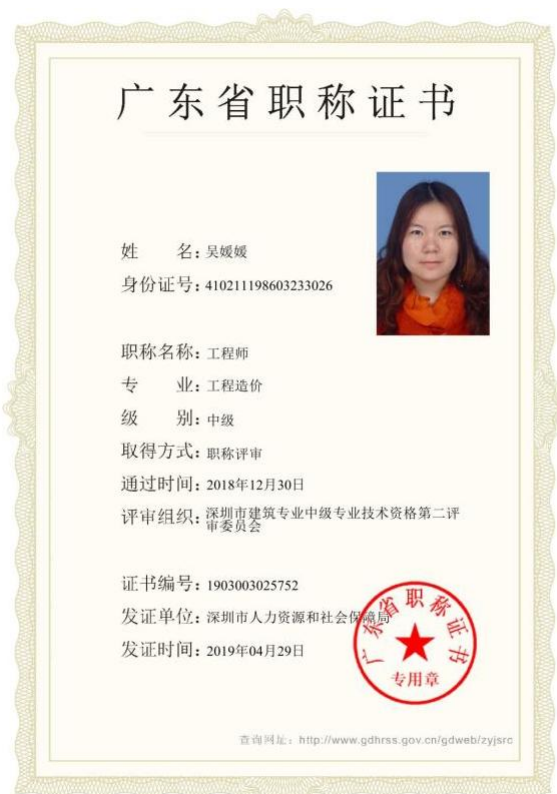 广东省职称证书
姓 名：吴媛媛
身份证号：410211198603233026
职称名称：工程师
专 业：工程造价
级 别：中级
取得方式：职称评审
通过时间：2018年12月30日
评审组织：深圳市建筑专业中级专业技术资格第二评
审委员会
证书编号：1903003025752
发证单位：深圳市人力资源和社会保障局
发证时间：2019年04月29日
广东省职称证书
专用章
查询网址：http://www.gdhrss.gov.cn/gdweb/zyjsrc